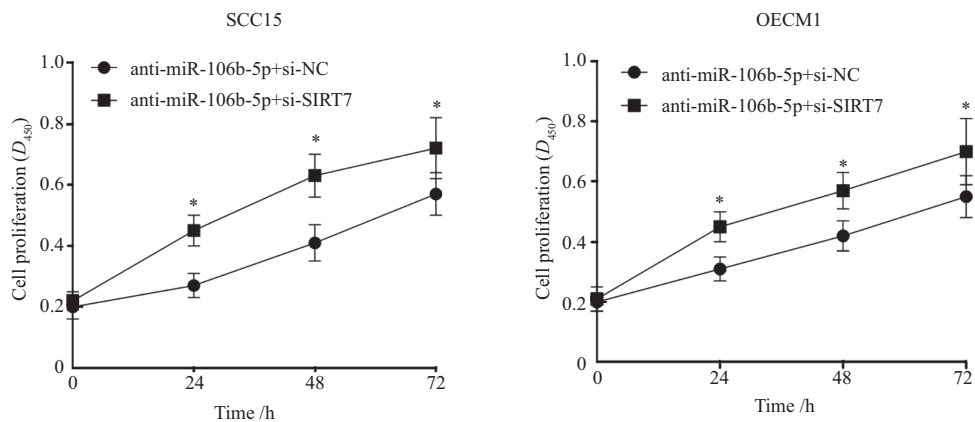 SCC15
1.0
anti-miR-106b-5p+si-NC
anti-miR-106b-5p+si-SIRT7
0.8
0.6
0.4
0.2
0
*
*
*
Cell proliferation (D450)
0
24
48
72
Time /h
OECM1
1.0
anti-miR-106b-5p+si-NC
anti-miR-106b-5p+si-SIRT7
0.8
0.6
0.4
0.2
0
*
*
*
Cell proliferation (D450)
0
24
48
72
Time /h